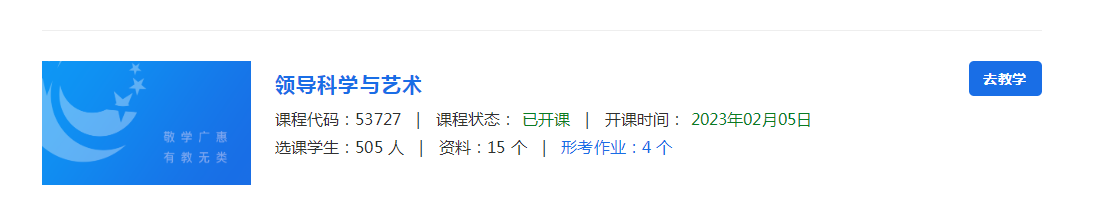 领导科学与艺术
去教学
课程代码：53727 | 课程状态： 已开课 | 开课时间： 2023年02月05日
敬学广惠
选课学生：505 人 | 资料：15 个 | 形考作业：4 个
有教无类